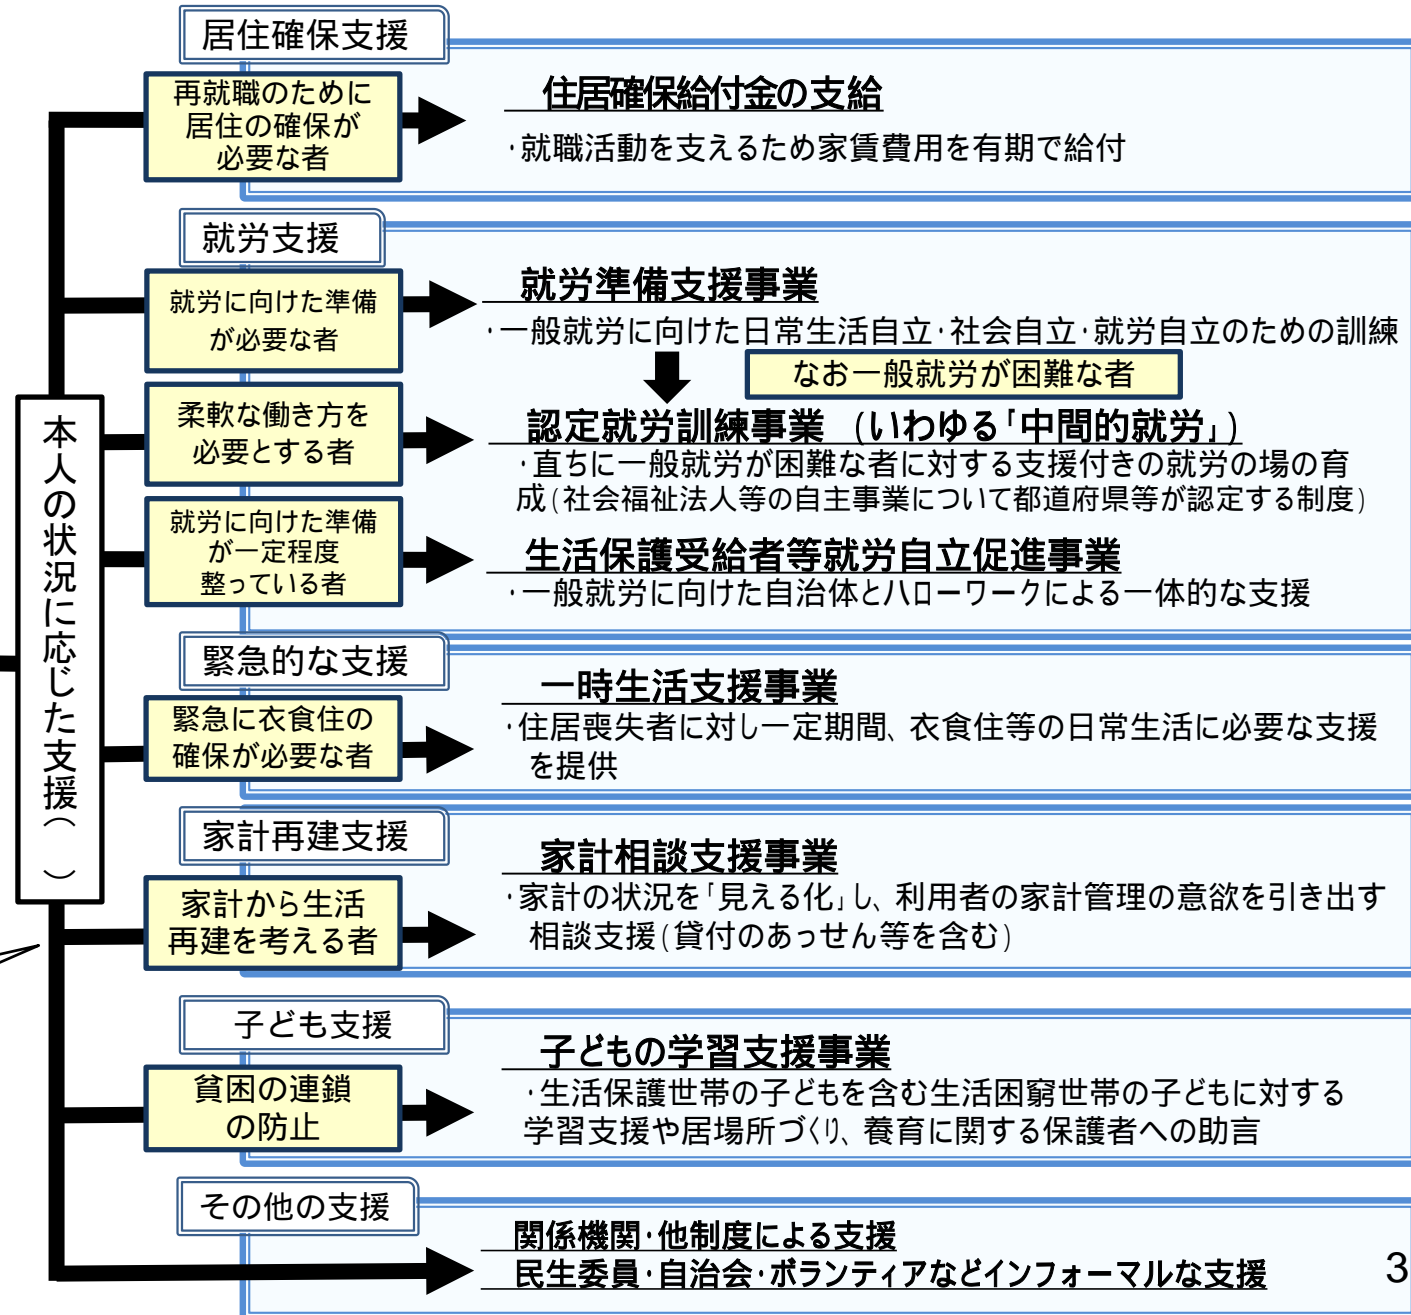 本人の状況に応じた支援( )
居住確保支援
再就職のために
居住の確保が
必要な者
住居確保給付金の支給
・就職活動を支えるため家賃費用を有期で給付
就労支援
就労に向けた準備
が必要な者
就労準備支援事業
・一般就労に向けた日常生活自立・社会自立・就労自立のための訓練
なお一般就労が困難な者
柔軟な働き方を
必要とする者
認定就労訓練事業 (いわゆる「中間的就労」)
・直ちに一般就労が困難な者に対する支援付きの就労の場の育
成(社会福祉法人等の自主事業について都道府県等が認定する制度)
就労に向けた準備
が一定程度
整っている者
生活保護受給者等就労自立促進事業
・一般就労に向けた自治体とハローワークによる一体的な支援
緊急的な支援
緊急に衣食住の
確保が必要な者
一時生活支援事業
・住居喪失者に対し一定期間、衣食住等の日常生活に必要な支援
を提供
家計再建支援
家計から生活
再建を考える者
家計相談支援事業
・家計の状況を「見える化」し、利用者の家計管理の意欲を引き出す
相談支援(貸付のあっせん等を含む)
子ども支援
貧困の連鎖
の防止
子どもの学習支援事業
・生活保護世帯の子どもを含む生活困窮世帯の子どもに対する
学習支援や居場所づくり、養育に関する保護者への助言
その他の支援
関係機関・他制度による支援
民生委員・自治会・ボランティアなどインフォーマルな支援
3